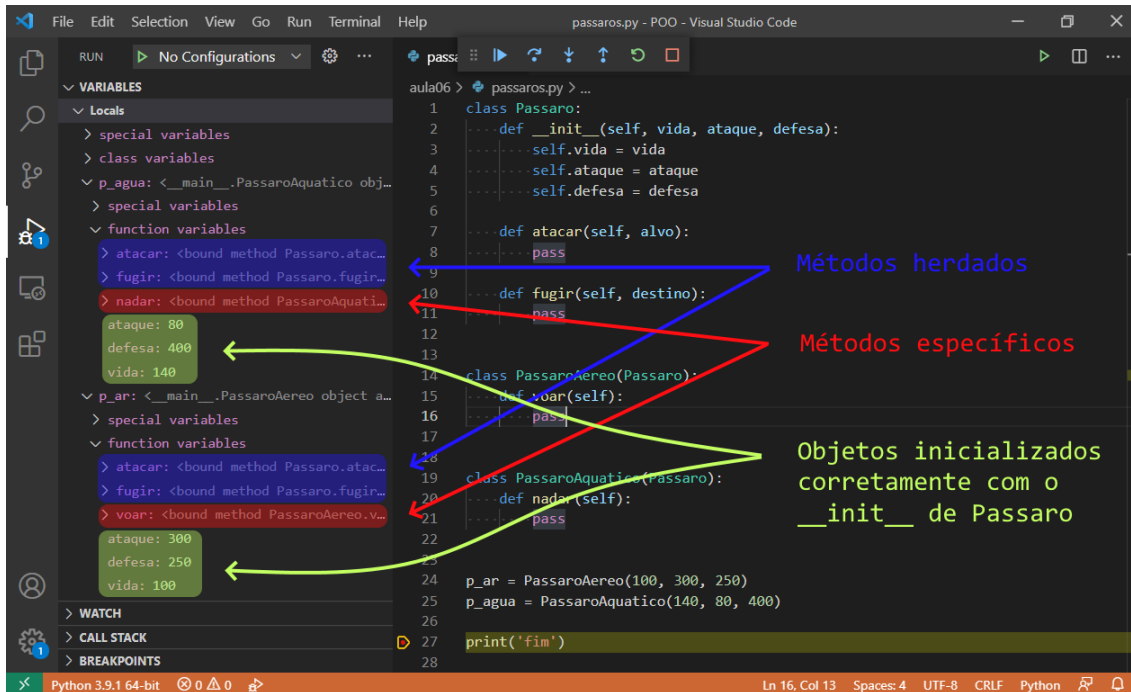 File Edit Selection View Go Run Terminal Help passaros.py - POO - Visual Studio Code
RUN No Configurations ...
VARIABLES
Locals
special variables
class variables
p_agua: <__main__.PassaroAquatico obj…
special variables
function variables
atacar: <bound method Passaro.atac…
fugir: <bound method Passaro.fugir…
nadar: <bound method PassaroAquati…
ataque: 80
defesa: 400
vida: 140
p_ar: <__main__.PassaroAereo object a…
special variables
function variables
atacar: <bound method Passaro.atac…
fugir: <bound method Passaro.fugir…
voar: <bound method PassaroAereo.v…
ataque: 300
defesa: 250
vida: 100
WATCH
CALL STACK
BREAKPOINTS
1
1
passa
aula06 > passaros.py > ...
1 class Passaro:
2 def __init__(self, vida, ataque, defesa):
3 self.vida = vida
4 self.ataque = ataque
5 self.defesa = defesa
6
7 def atacar(self, alvo):
8 pass
9
10 def fugir(self, destino):
11 pass
12
13
14 class PassaroAereo(Passaro):
15 def voar(self):
16 pass
17
18
19 class PassaroAquatico(Passaro):
20 def nadar(self):
21 pass
22
23
24 p_ar = PassaroAereo(100, 300, 250)
25 p_agua = PassaroAquatico(140, 80, 400)
26
27 print('fim')
28
Métodos herdados
Métodos específicos
Objetos inicializados
corretamente com o
__init__ de Passaro
Python 3.9.1 64-bit 0 0 Ln 16, Col 13 Spaces: 4 UTF-8 CRLF Python